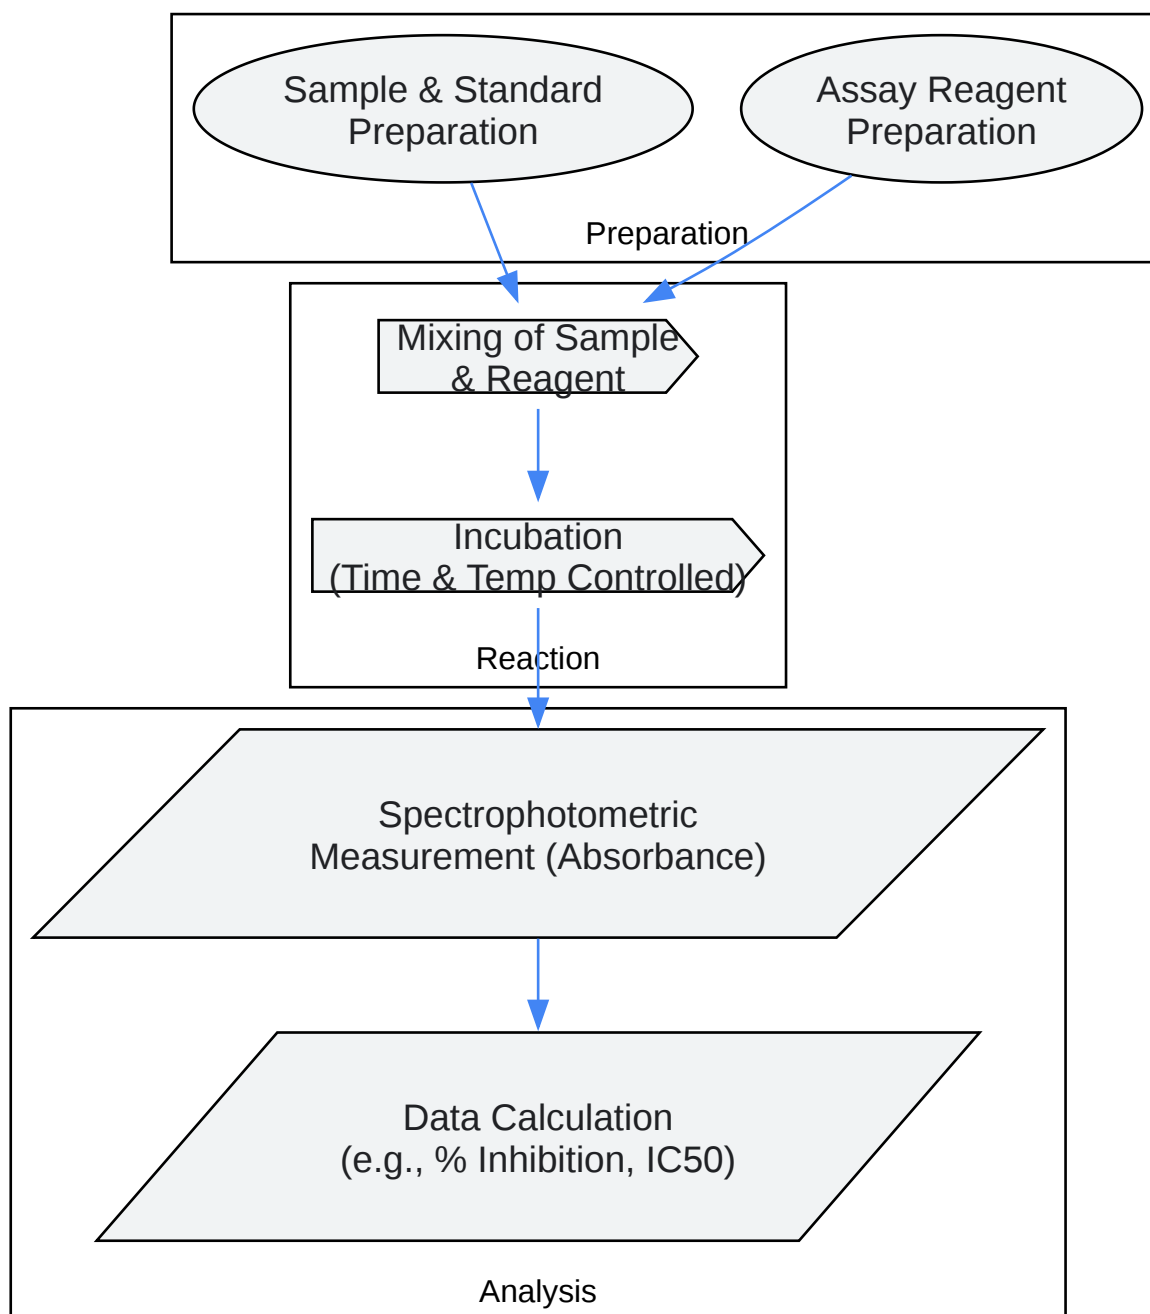 Sample & Standard
Preparation
Assay Reagent
Preparation
Preparation
Mixing of Sample
& Reagent
Incubation
(Time & Temp Controlled)
Reaction
Spectrophotometric
Measurement (Absorbance)
Data Calculation
(e.g., % Inhibition, IC50)
Analysis